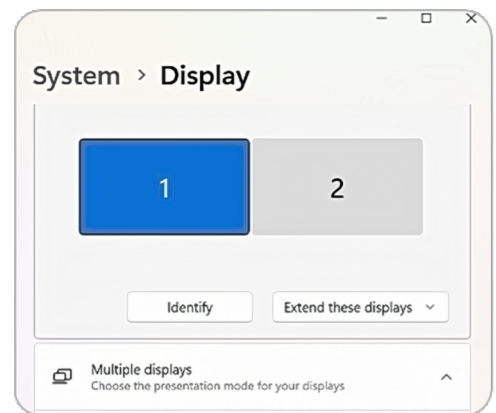 System > Display
1 2
Identify Extend these displays
Multiple displays
Choose the presentation mode for your displays